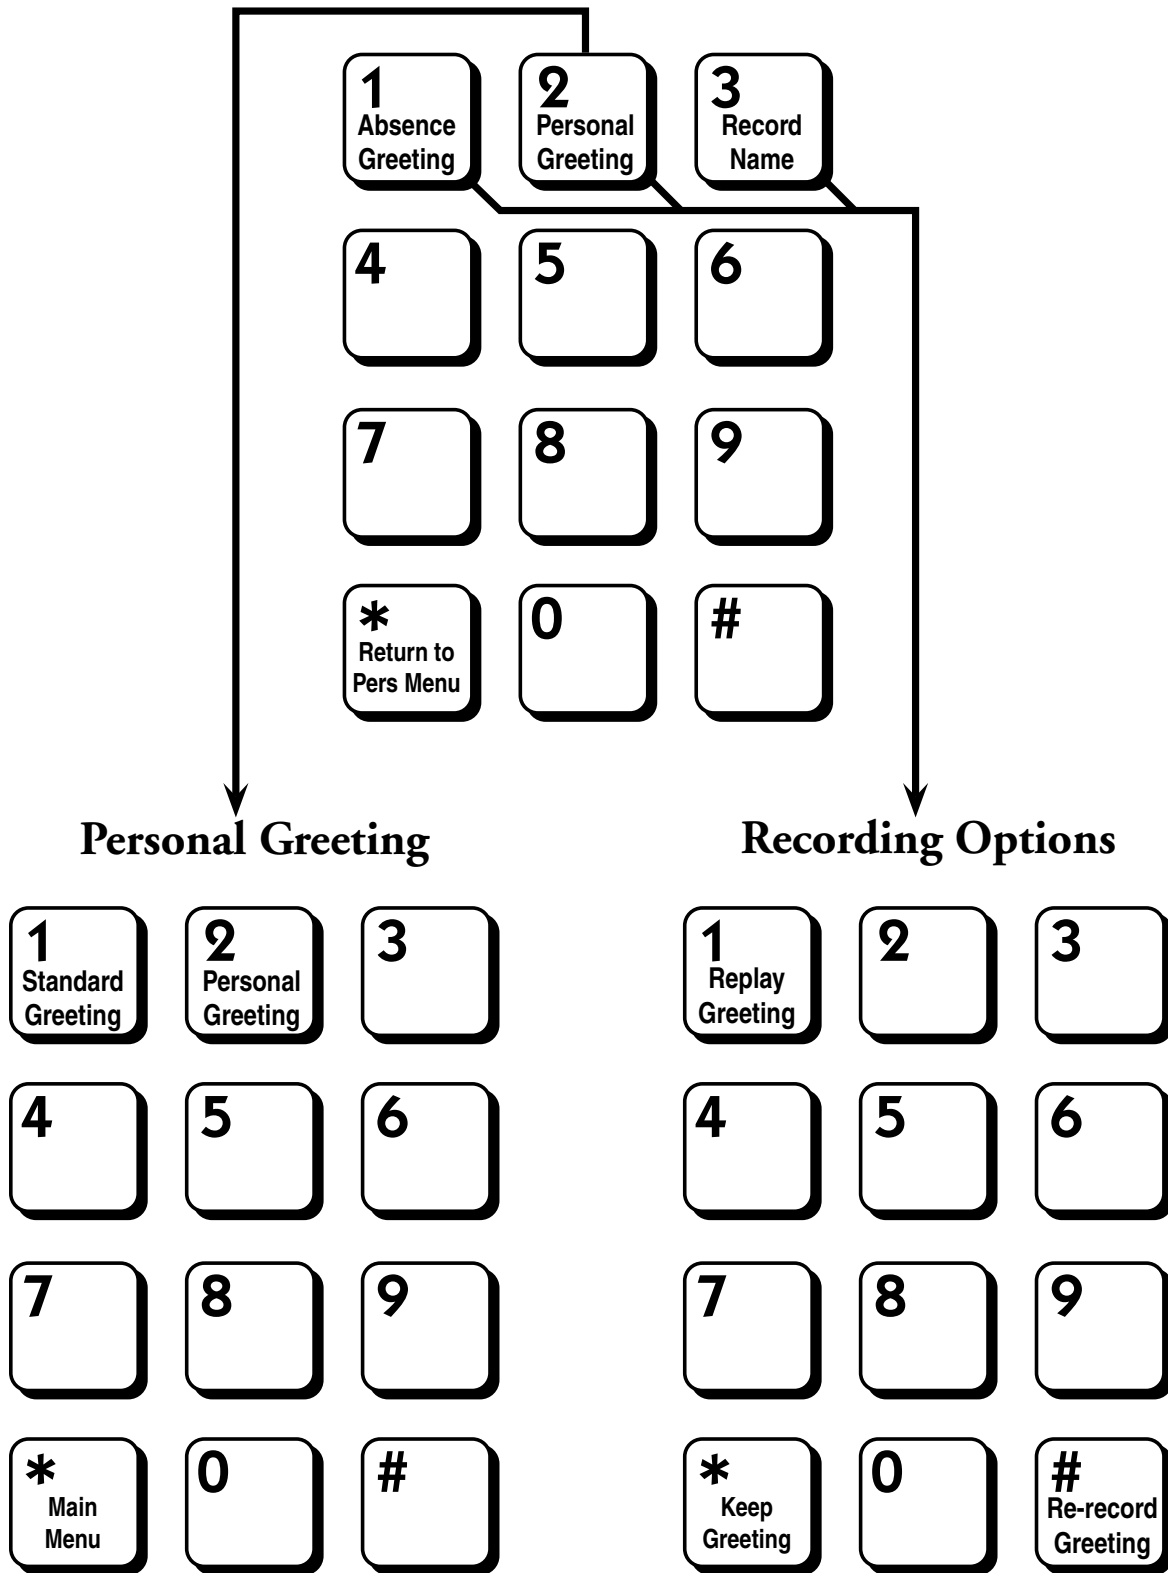 1
Absence
Greeting
2
Personal
Greeting
3
Record
Name
4
5
6
7
8
9
*
Return to
Pers Menu
0
#
Personal Greeting
1
Standard
Greeting
2
Personal
Greeting
3
4
5
6
7
8
9
*
Main
Menu
0
#
Recording Options
1
Replay
Greeting
2
3
4
5
6
7
8
9
*
Keep
Greeting
0
#
Re-record
Greeting